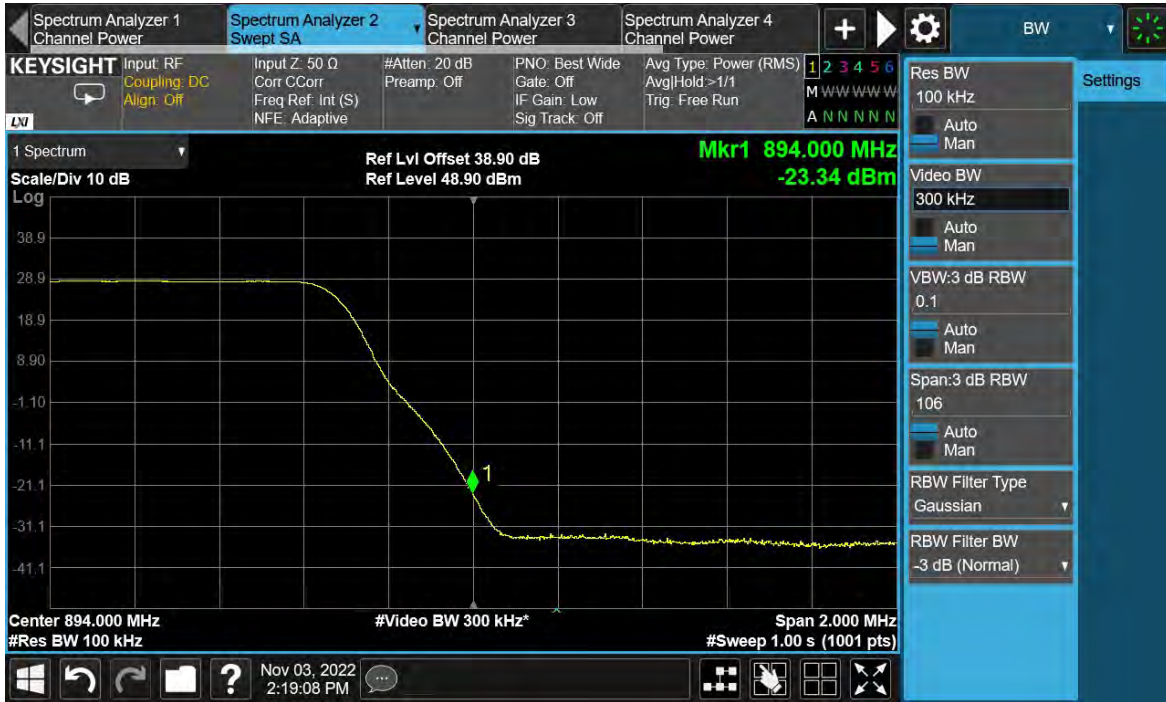 Spectrum Analyzer 1
Channel Power
Spectrum Analyzer 2
Swept SA
Spectrum Analyzer 3
Channel Power
Spectrum Analyzer 4
Channel Power
+
BW
KEYSIGHT
LXI
Input: RF
Coupling: DC
Align: Off
Input Z: 50 Ω
Corr CCorr
Freq Ref: Int (S)
NFE: Adaptive
#Atten: 20 dB
Preamp: Off
PNO: Best Wide
Gate: Off
IF Gain: Low
Sig Track: Off
Avg Type: Power (RMS)
Avg|Hold:>1/1
Trig: Free Run
1 2 3 4 5 6
M W W W W W
A N N N N N
1 Spectrum
Scale/Div 10 dB
Log
Ref Lvl Offset 38.90 dB
Ref Level 48.90 dBm
Mkr1 894.000 MHz
-23.34 dBm
38.9
28.9
18.9
8.90
-1.10
-11.1
-21.1
-31.1
-41.1
1
Center 894.000 MHz
#Res BW 100 kHz
#Video BW 300 kHz*
Span 2.000 MHz
#Sweep 1.00 s (1001 pts)
Res BW
100 kHz
Auto
Man
Video BW
300 kHz
Auto
Man
VBW:3 dB RBW
0.1
Auto
Man
Span:3 dB RBW
106
Auto
Man
RBW Filter Type
Gaussian
RBW Filter BW
-3 dB (Normal)
Settings
?
Nov 03, 2022
2:19:08 PM